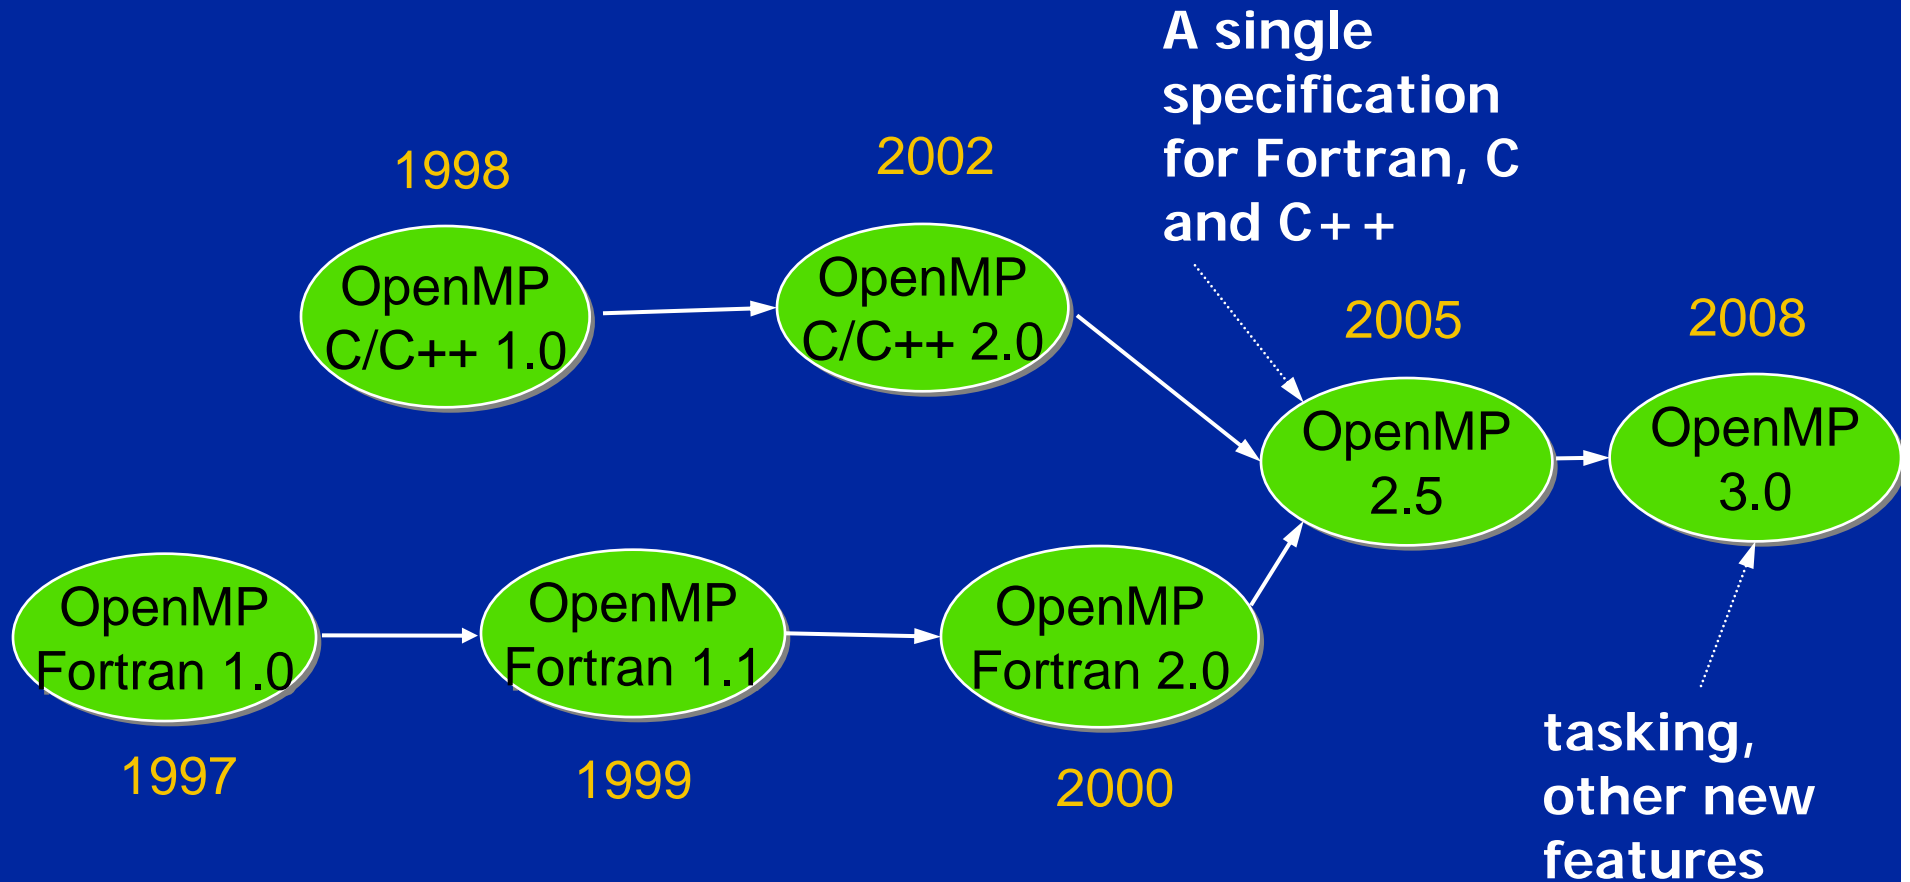 A single
specification
for Fortran, C
and C++
1998
2002
OpenMP
C/C++ 1.0
OpenMP
C/C++ 2.0
2005
2008
OpenMP
2.5
OpenMP
3.0
OpenMP
Fortran 1.0
OpenMP
Fortran 1.1
OpenMP
Fortran 2.0
1997
1999
2000
tasking,
other new
features